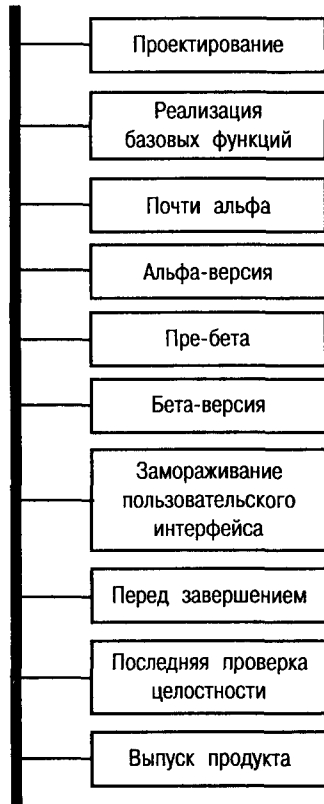 Проектирование
Реализация
базовых функций
Почти альфа
Альфа-версия
Пре-бета
Бета-версия
Замораживание
пользовательского
интерфейса
Перед завершением
Последняя проверка
целостности
Выпуск продукта